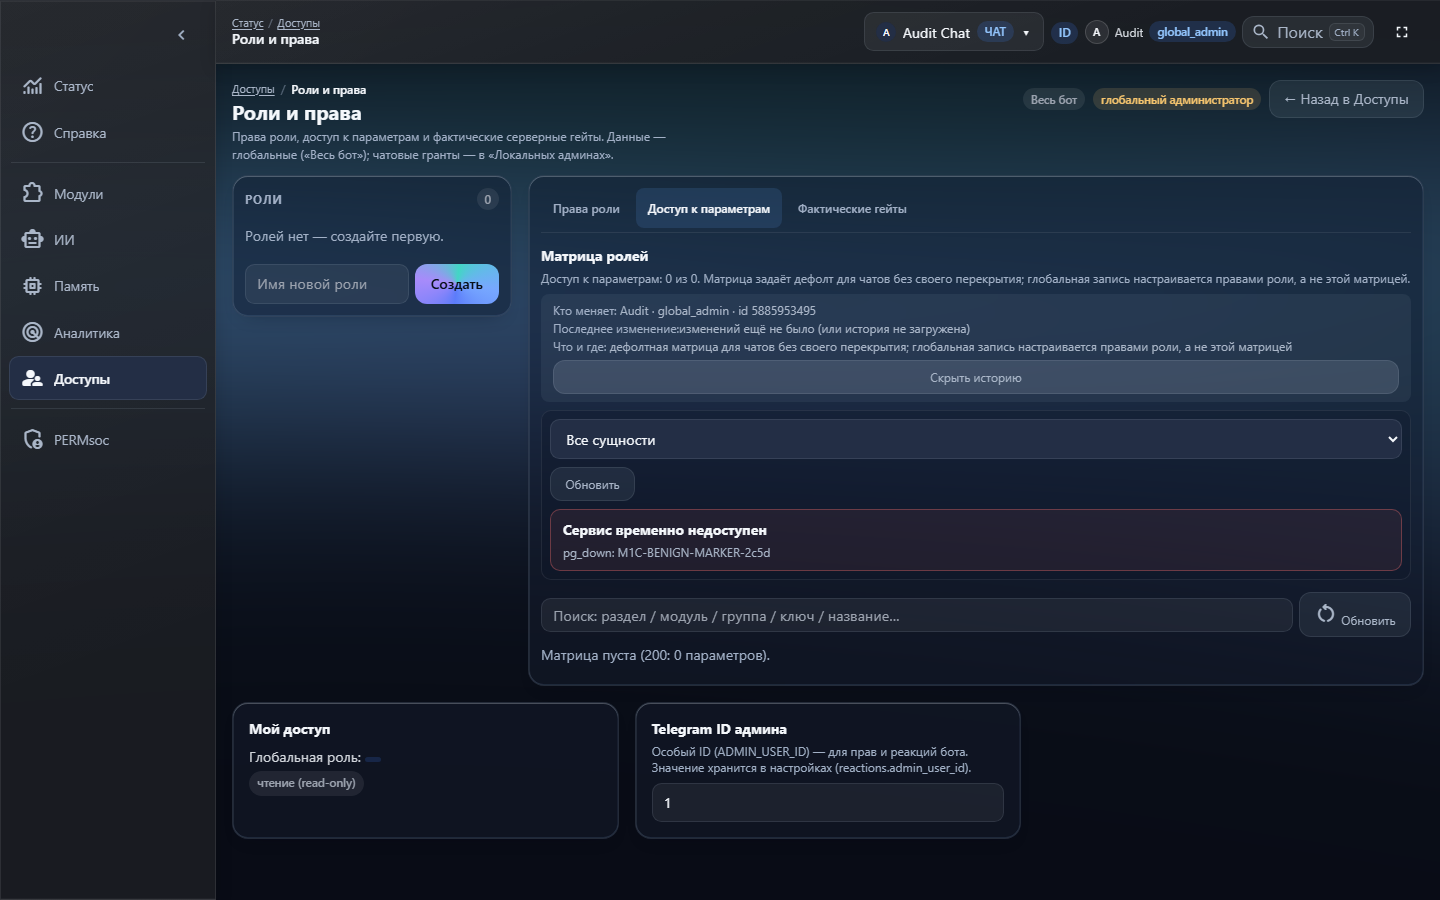 Статус / Доступы
Роли и права
A Audit Chat ЧАТ ▾
ID
A Audit global_admin
Поиск Ctrl K
Статус
Справка
Модули
ИИ
Память
Аналитика
Доступы
PERMsoc
Доступы / Роли и права
Роли и права
Права роли, доступ к параметрам и фактические серверные гейты. Данные —
глобальные («Весь бот»); чатовые гранты — в «Локальных админах».
Весь бот
глобальный администратор
← Назад в Доступы
РОЛИ 0
Ролей нет — создайте первую.
Имя новой роли
Создать
Права роли
Доступ к параметрам
Фактические гейты
Матрица ролей
Доступ к параметрам: 0 из 0. Матрица задаёт дефолт для чатов без своего перекрытия; глобальная запись настраивается правами роли, а не этой матрицей.
Кто меняет: Audit · global_admin · id 5885953495
Последнее изменение:изменений ещё не было (или история не загружена)
Что и где: дефолтная матрица для чатов без своего перекрытия; глобальная запись настраивается правами роли, а не этой матрицей
Скрыть историю
Все сущности
Обновить
Сервис временно недоступен
pg_down: M1C-BENIGN-MARKER-2c5d
Поиск: раздел / модуль / группа / ключ / название...
Обновить
Матрица пуста (200: 0 параметров).
Мой доступ
Глобальная роль:
чтение (read-only)
Telegram ID админа
Особый ID (ADMIN_USER_ID) — для прав и реакций бота.
Значение хранится в настройках (reactions.admin_user_id).
1